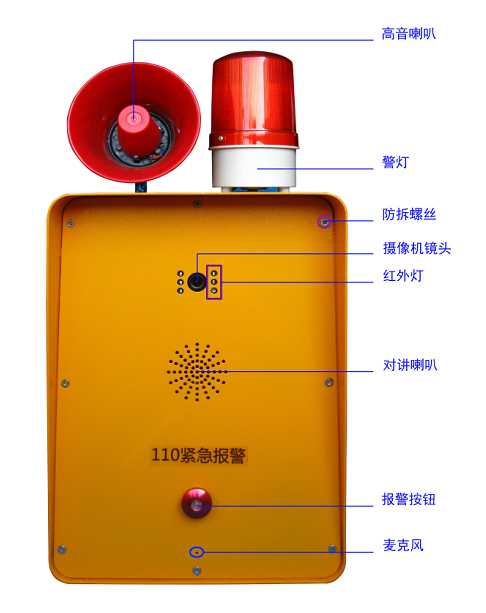 高音喇叭
警灯
防拆螺丝
摄像机镜头
红外灯
对讲喇叭
110紧急报警
报警按钮
麦克风